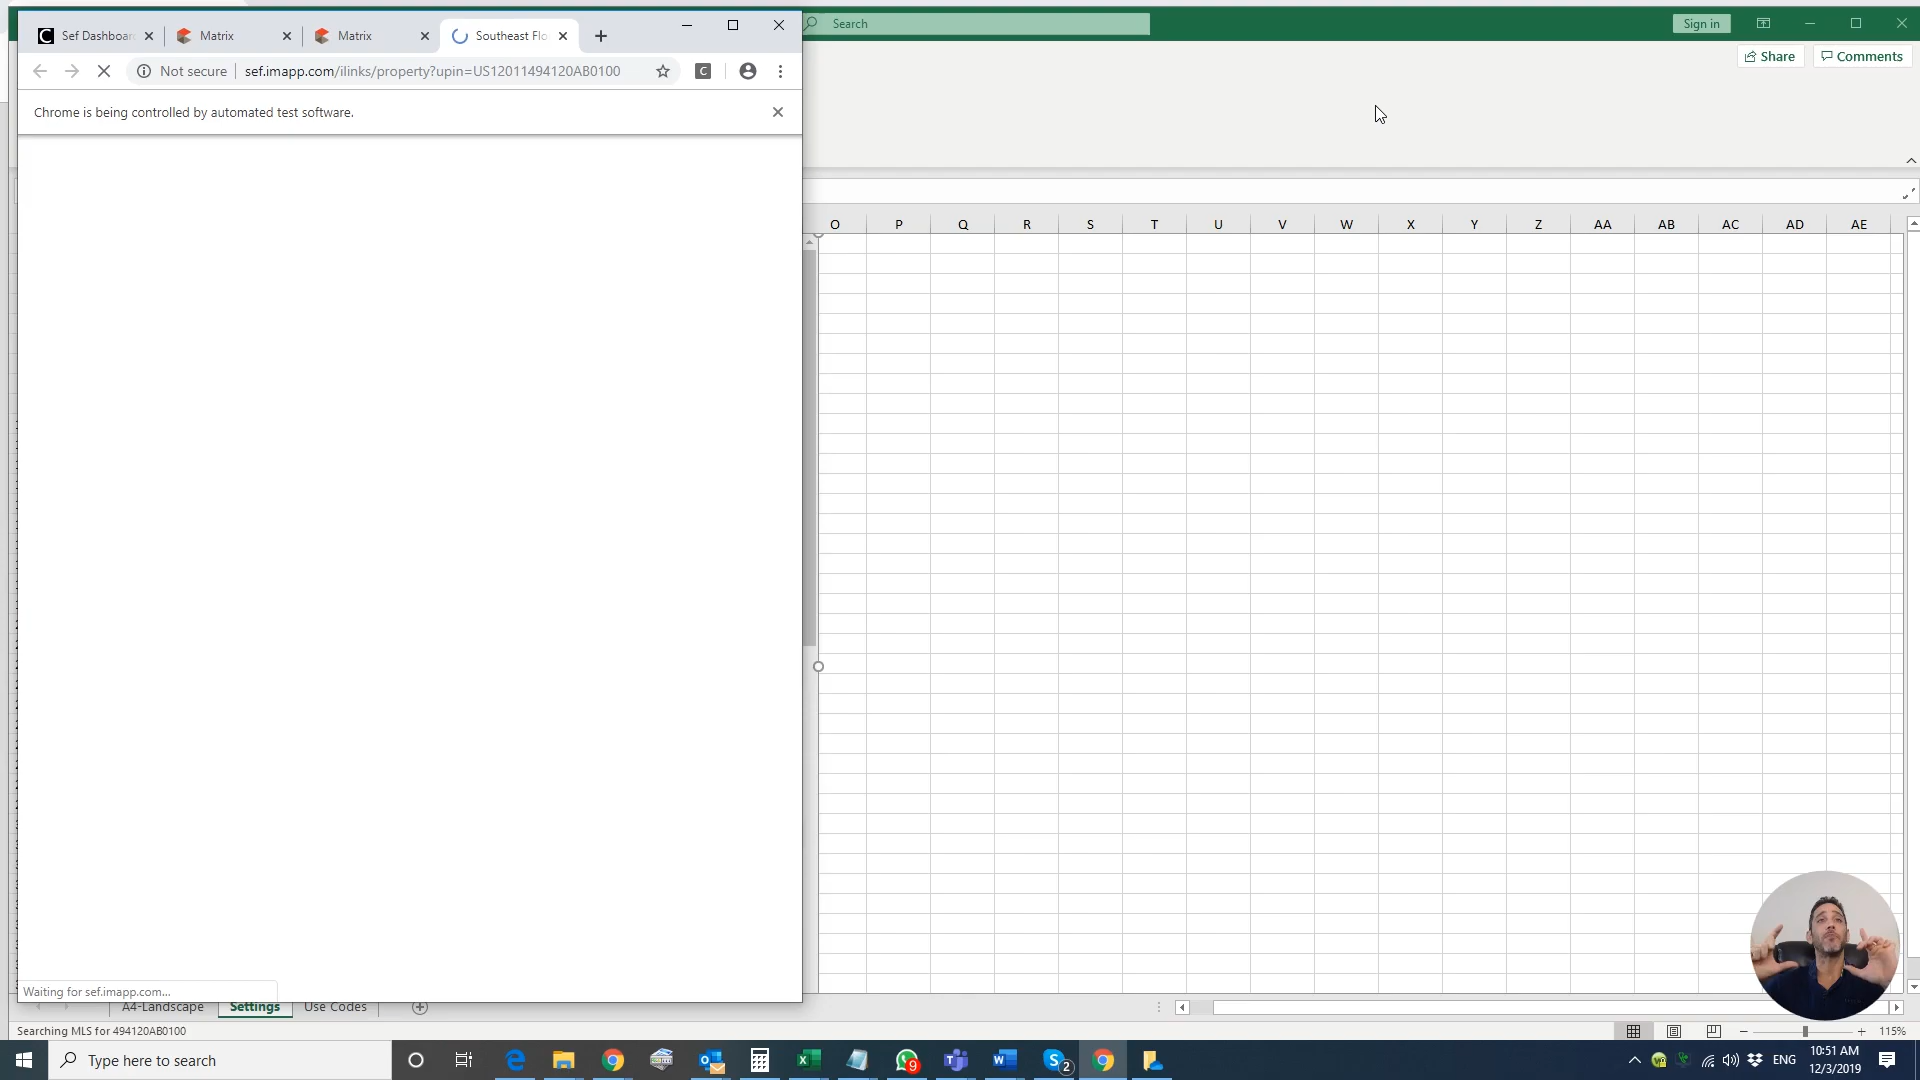 Sef Dashboar
Matrix
Matrix
Southeast Flo
Search
Sign in
Not secure
sef.imapp.com/ilinks/property?upin=US12011494120AB0100
C
Share
Comments
Chrome is being controlled by automated test software.
O P Q R S T U V W X Y Z AA AB AC AD AE
Waiting for sef.imapp.com...
A4-Landscape
Settings
Use Codes
Searching MLS for 494120AB0100
115%
Type here to search
9
2
ENG
10:51 AM
12/3/2019